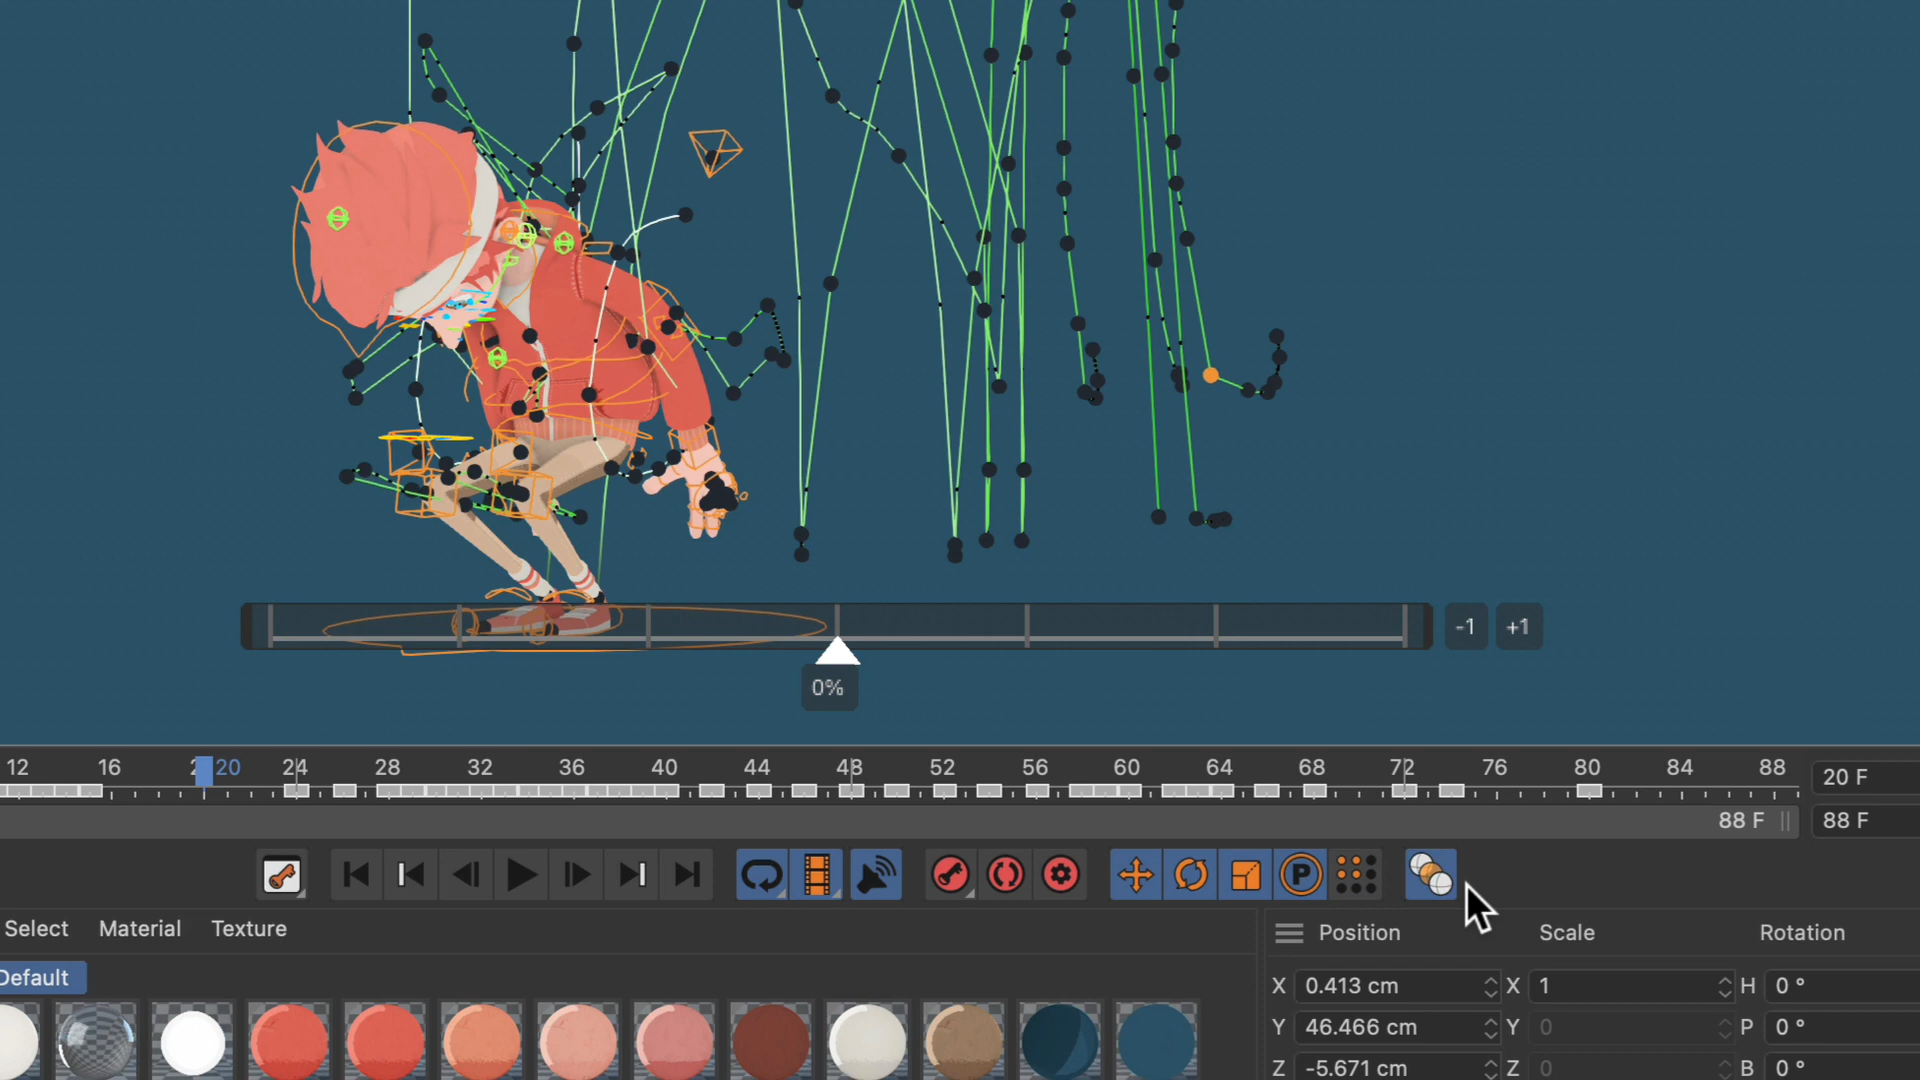 -1 +1
0%
12 16 20 24 28 32 36 40 44 48 52 56 60 64 68 72 76 80 84 88 20 F
88 F 88 F
P
Select Material Texture Position Scale Rotation
Default
X 0.413 cm X 1 H 0 °
Y 46.466 cm Y 0 P 0 °
Z -5.671 cm Z 0 B 0 °